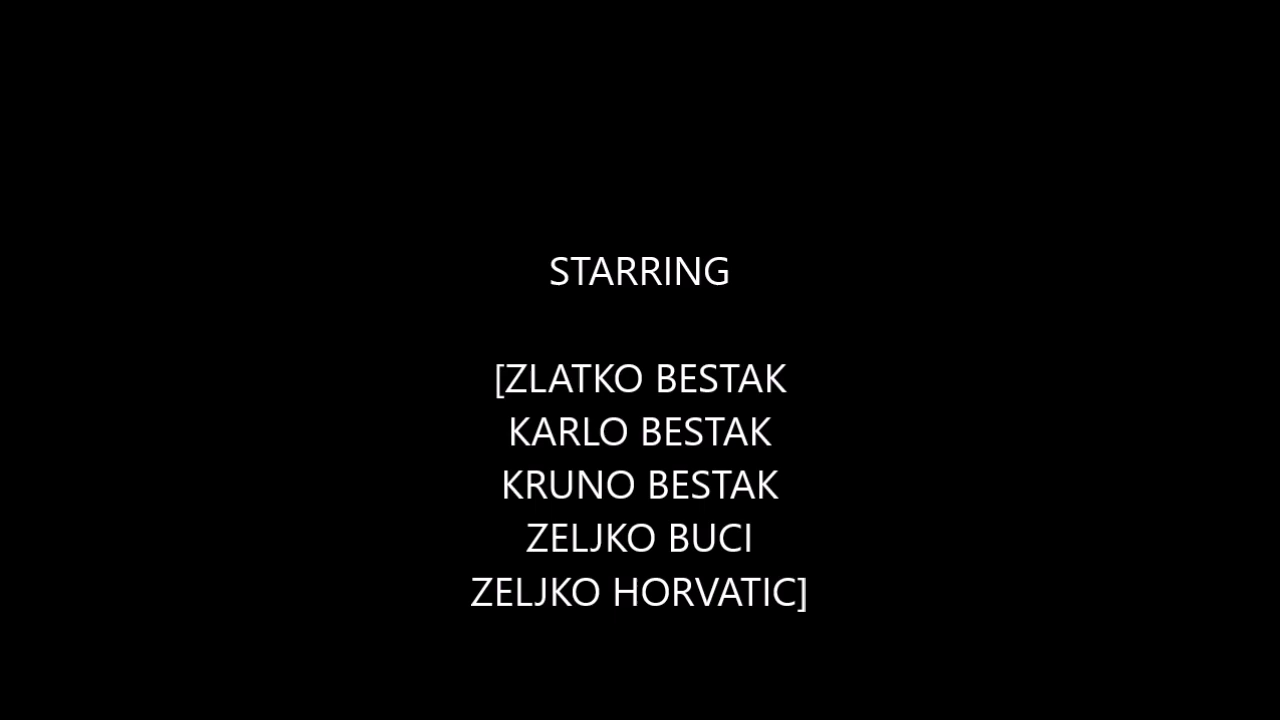 STARRING
[ZLATKO BESTAK
KARLO BESTAK
KRUNO BESTAK
ZELJKO BUCI
ZELJKO HORVATIC]